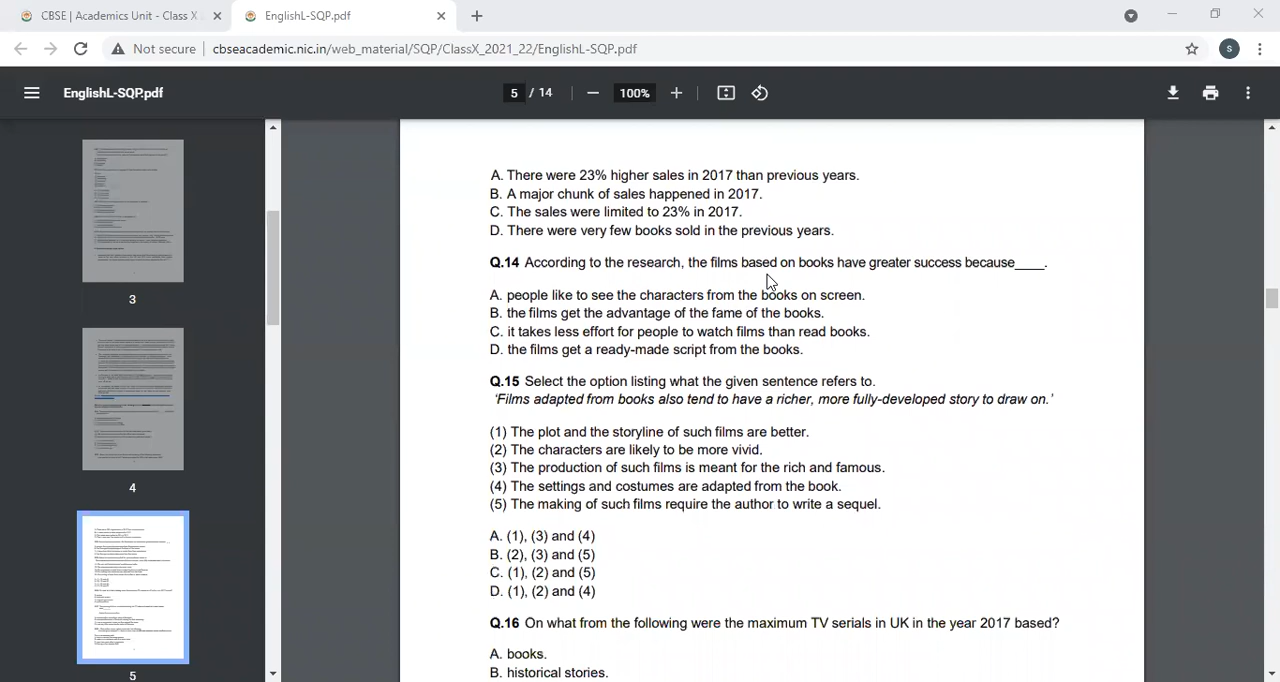 CBSE | Academics Unit - Class X
EnglishL-SQP.pdf
Not secure
cbseacademic.nic.in/web_material/SQP/ClassX_2021_22/EnglishL-SQP.pdf
S
EnglishL-SQP.pdf
5 / 14
100%
A. There were 23% higher sales in 2017 than previous years.
B. A major chunk of sales happened in 2017.
C. The sales were limited to 23% in 2017.
D. There were very few books sold in the previous years.
Q.14 According to the research, the films based on books have greater success because____.
A. people like to see the characters from the books on screen.
B. the films get the advantage of the fame of the books.
C. it takes less effort for people to watch films than read books.
D. the films get a ready-made script from the books.
Q.15 Select the option listing what the given sentence refers to.
'Films adapted from books also tend to have a richer, more fully-developed story to draw on.'
(1) The plot and the storyline of such films are better.
(2) The characters are likely to be more vivid.
(3) The production of such films is meant for the rich and famous.
(4) The settings and costumes are adapted from the book.
(5) The making of such films require the author to write a sequel.
A. (1), (3) and (4)
B. (2), (3) and (5)
C. (1), (2) and (5)
D. (1), (2) and (4)
Q.16 On what from the following were the maximum TV serials in UK in the year 2017 based?
A. books.
B. historical stories.
3
4
5